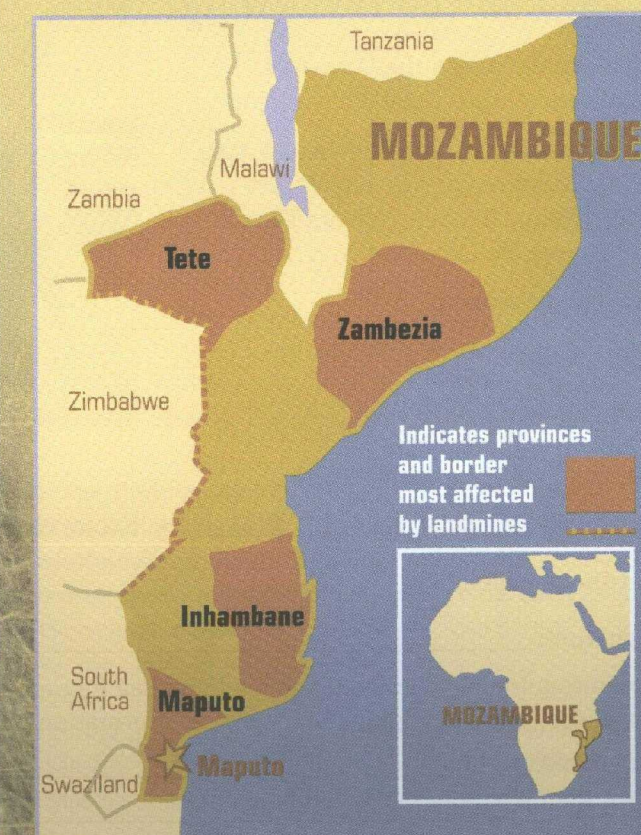 Tanzania
MOZAMBIQUE
Malawi
Zambia
Tete
Zambezia
Zimbabwe
Indicates provinces
and border
most affected
by landmines
Inhambane
South
Africa
Maputo
Maputo
Swaziland
MOZAMBIQUE